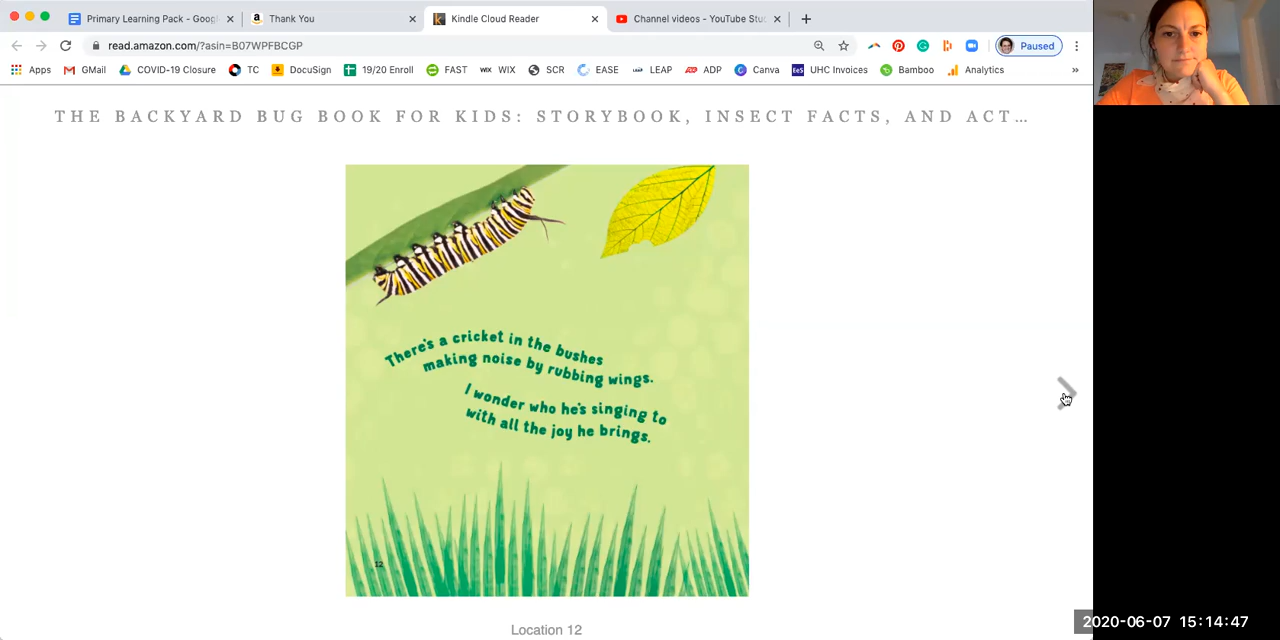 Primary Learning Pack - Goog
Thank You
Kindle Cloud Reader
Channel videos - YouTube Stu
read.amazon.com/?asin=B07WPFBCGP
Paused
Apps
GMail
COVID-19 Closure
TC
DocuSign
19/20 Enroll
FAST
WIX WIX
SCR
EASE
LEAP
ADP
Canva
EeS UHC Invoices
Bamboo
Analytics
»
THE BACKYARD BUG BOOK FOR KIDS: STORYBOOK, INSECT FACTS, AND ACT...
There's a cricket in the bushes
making noise by rubbing wings.
I wonder who he's singing to
with all the joy he brings.
12
Location 12
2020-06-07 15:14:47